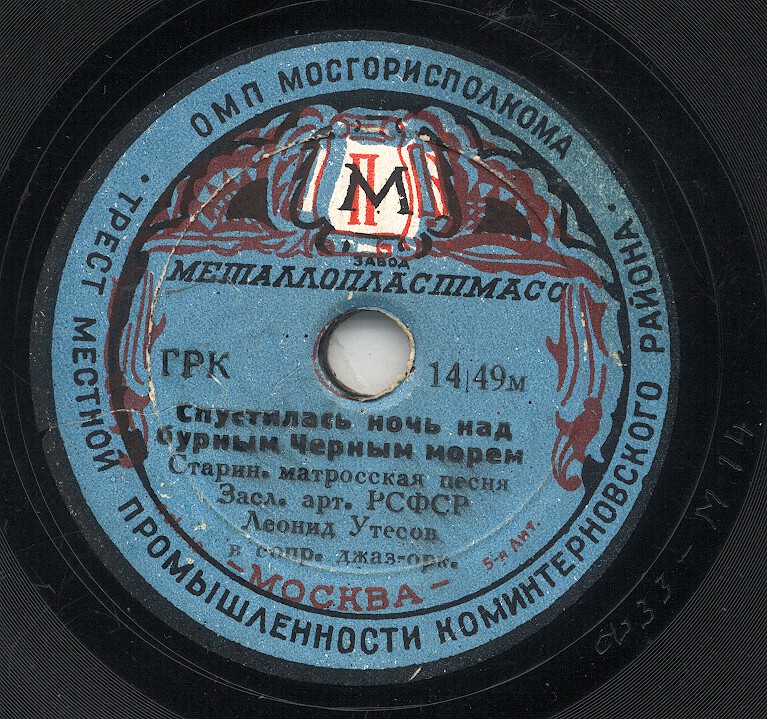 ОМП МОСГОРИСПОЛКОМА
· ТРЕСТ МЕСТНОЙ ПРОМЫШЛЕННОСТИ КОМИНТЕРНОВСКОГО РАЙОНА ·
ПМ
ЗАВОД
МЕТАЛЛОПЛАСТМАСС
ГРК 14/49м
Спустилась ночь над
бурным Черным морем
Старин. матросская песня
Засл. арт. РСФСР
Леонид Утесов
в сопр. джаз-орк.
5-я Лит.
-МОСКВА-